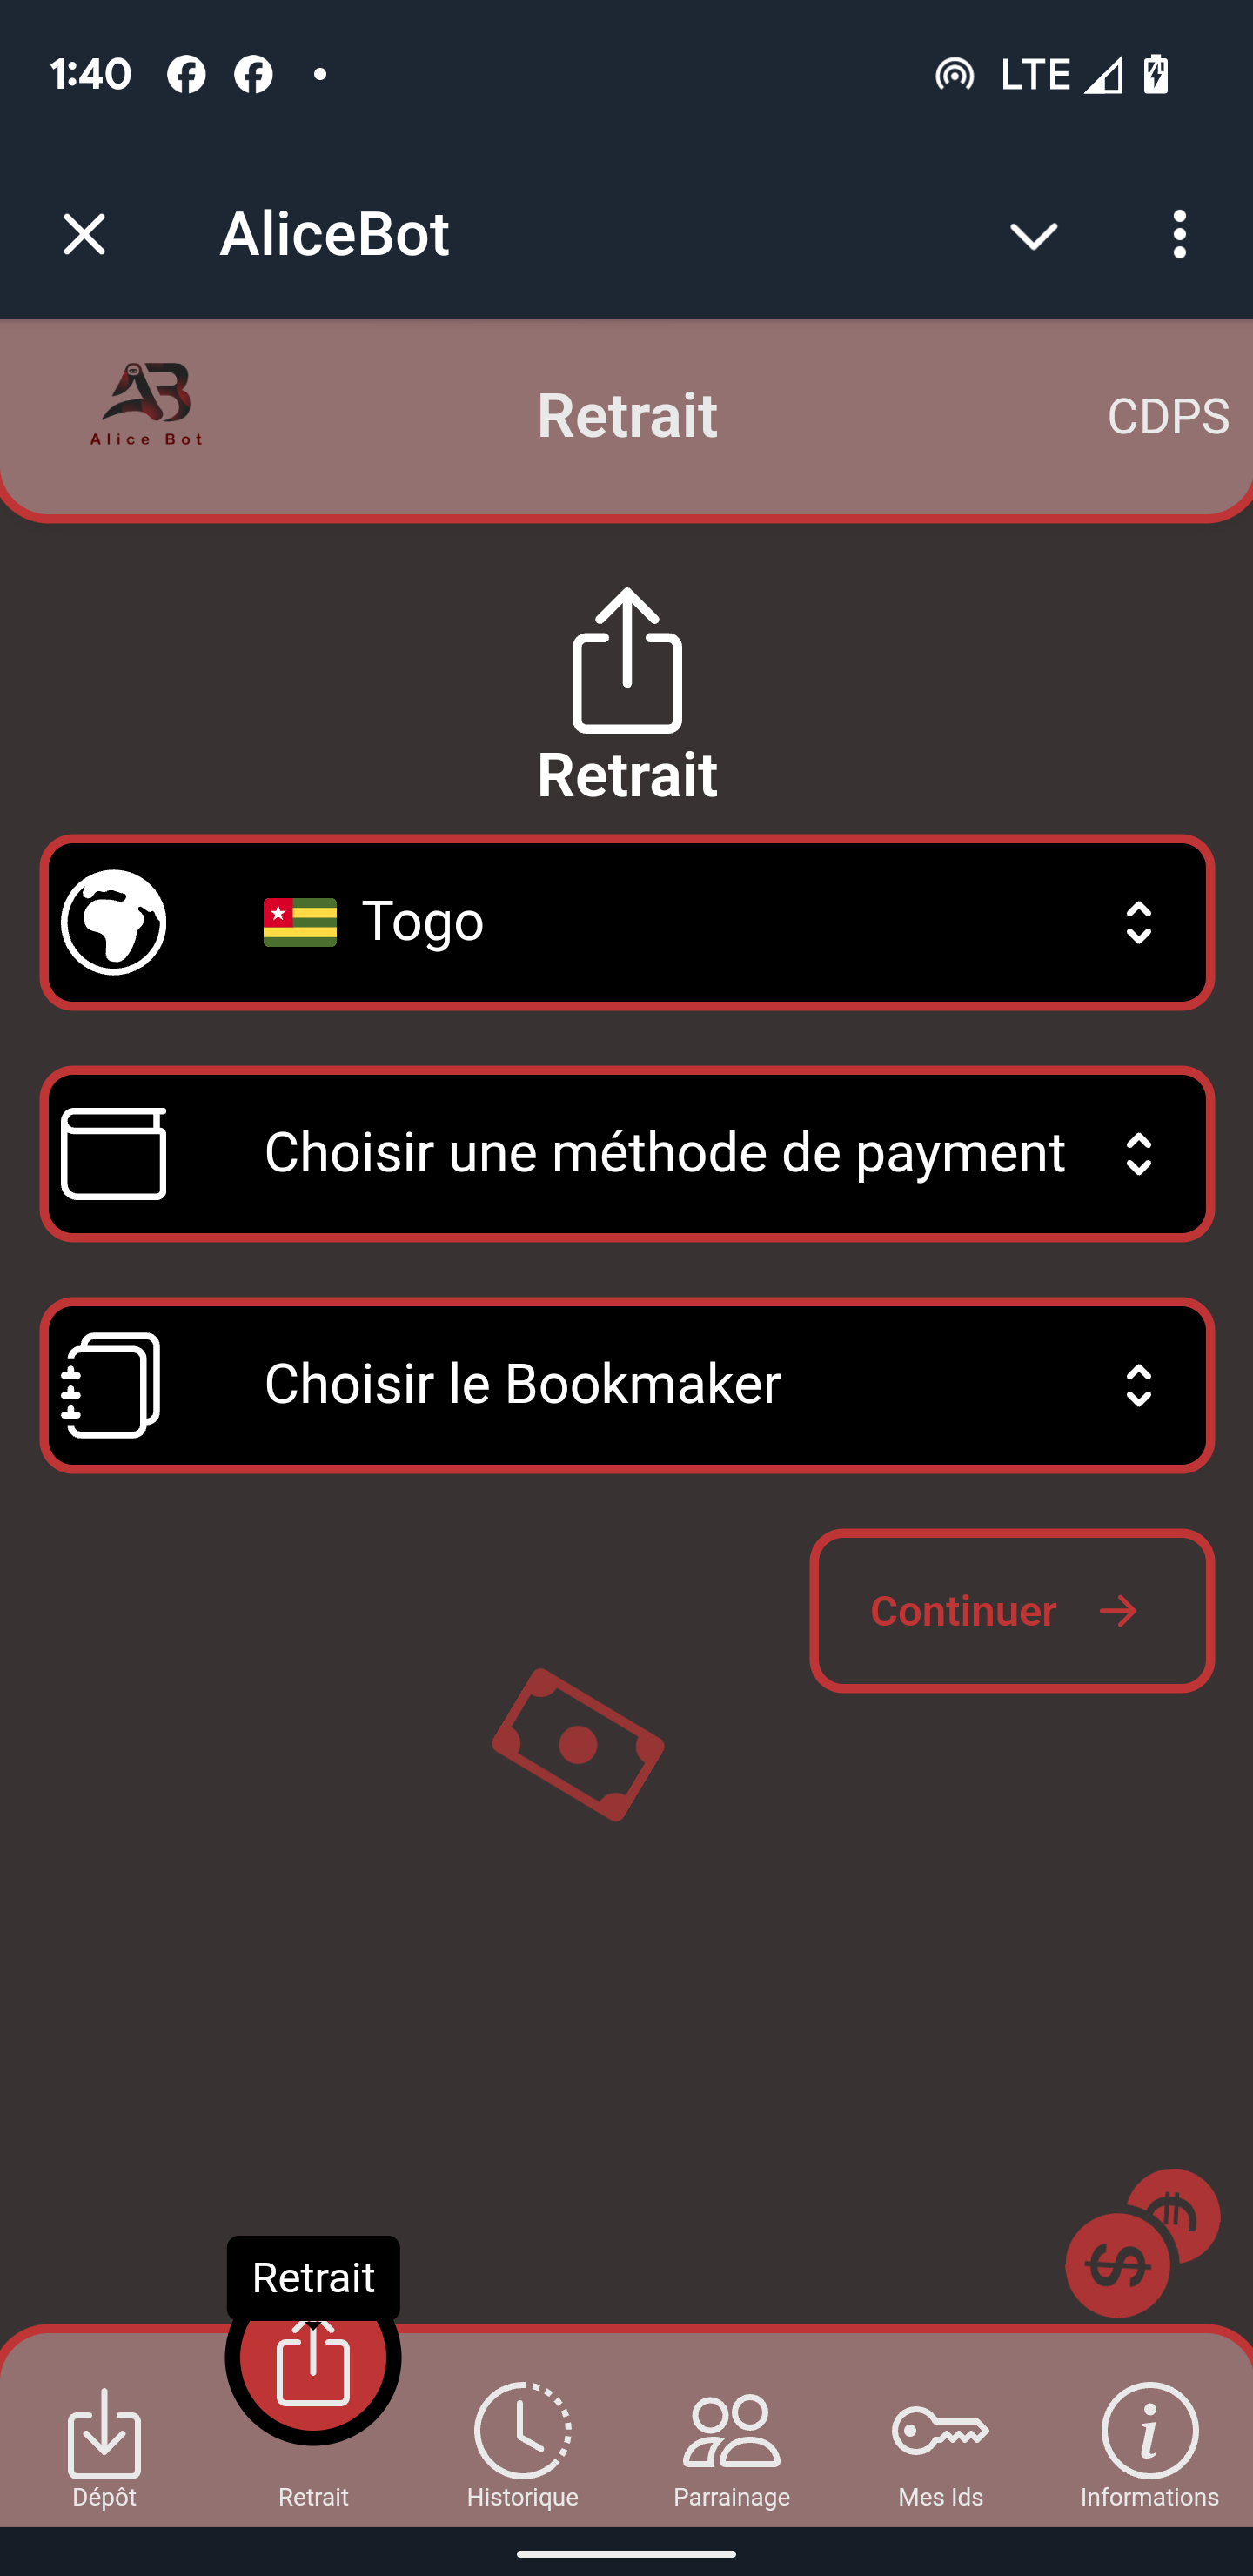 1:40 LTE
AliceBot
Alice Bot
Retrait
CDPS
Retrait
Togo
Choisir une méthode de payment
Choisir le Bookmaker
Continuer
Retrait
Dépôt
Retrait
Historique
Parrainage
Mes Ids
Informations